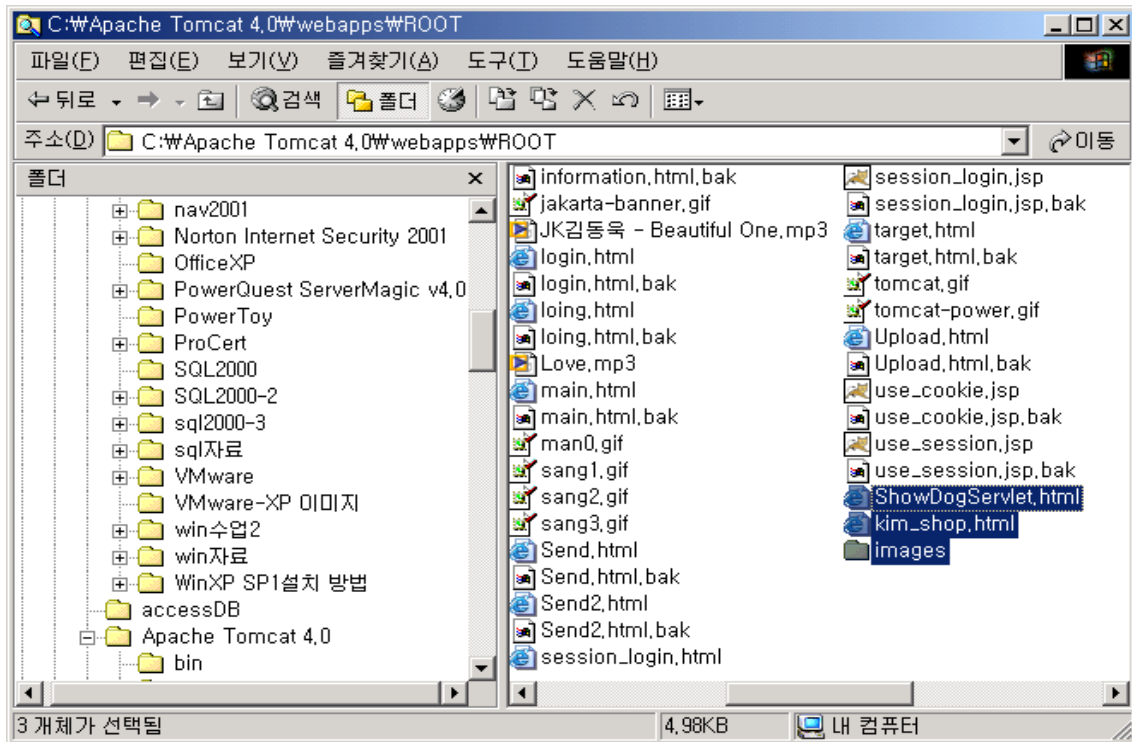 C:₩Apache Tomcat 4,0₩webapps₩ROOT
파일(F) 편집(E) 보기(V) 즐겨찾기(A) 도구(T) 도움말(H)
뒤로 검색 폴더
주소(D) C:₩Apache Tomcat 4,0₩webapps₩ROOT 이동
폴더
nav2001
Norton Internet Security 2001
OfficeXP
PowerQuest ServerMagic v4,0
PowerToy
ProCert
SQL2000
SQL2000-2
sql2000-3
sql자료
VMware
VMware-XP 이미지
win수업2
win자료
WinXP SP1설치 방법
accessDB
Apache Tomcat 4,0
bin
information,html,bak
jakarta-banner,gif
JK김동욱 - Beautiful One,mp3
login,html
login,html,bak
loing,html
loing,html,bak
Love,mp3
main,html
main,html,bak
man0,gif
sang1,gif
sang2,gif
sang3,gif
Send,html
Send,html,bak
Send2,html
Send2,html,bak
session_login,html
session_login,jsp
session_login,jsp,bak
target,html
target,html,bak
tomcat,gif
tomcat-power,gif
Upload,html
Upload,html,bak
use_cookie,jsp
use_cookie,jsp,bak
use_session,jsp
use_session,jsp,bak
ShowDogServlet,html
kim_shop,html
images
3 개체가 선택됨 4,98KB 내 컴퓨터